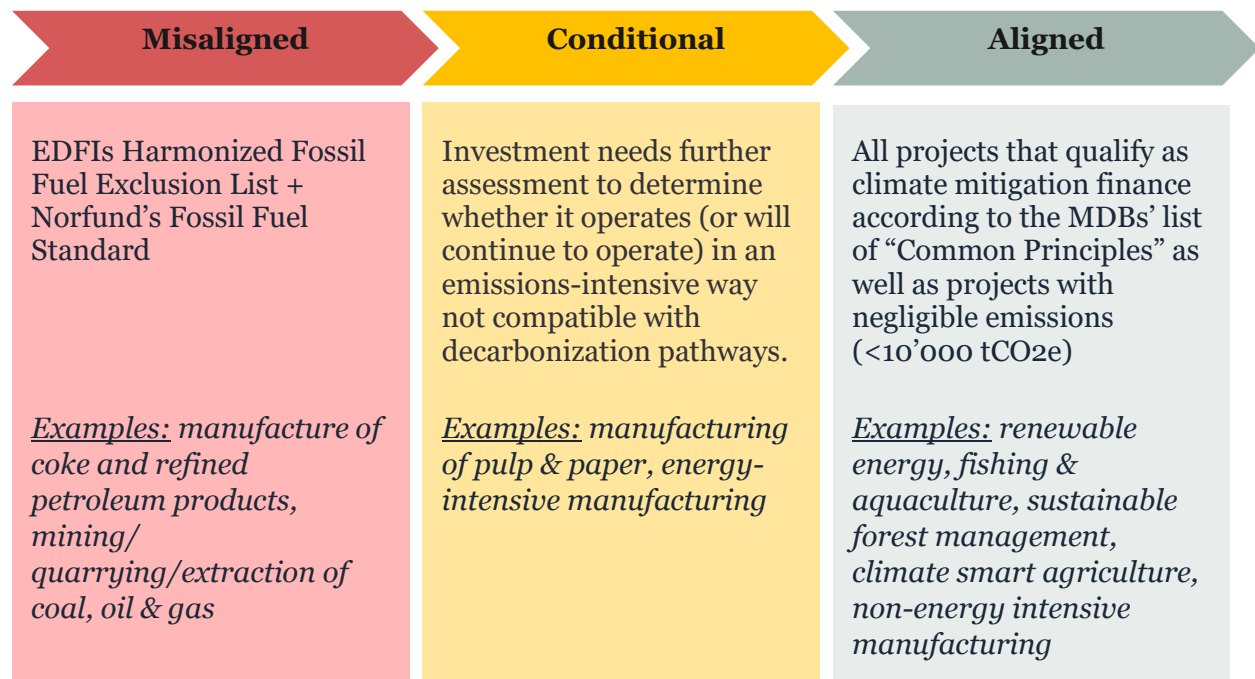 Misaligned
EDFIs Harmonized Fossil
Fuel Exclusion List +
Norfund’s Fossil Fuel
Standard
Examples: manufacture of
coke and refined
petroleum products,
mining/
quarrying/extraction of
coal, oil & gas
Conditional
Investment needs further
assessment to determine
whether it operates (or will
continue to operate) in an
emissions-intensive way
not compatible with
decarbonization pathways.
Examples: manufacturing
of pulp & paper, energy-
intensive manufacturing
Aligned
All projects that qualify as
climate mitigation finance
according to the MDBs’ list
of “Common Principles” as
well as projects with
negligible emissions
(<10’000 tCO2e)
Examples: renewable
energy, fishing &
aquaculture, sustainable
forest management,
climate smart agriculture,
non-energy intensive
manufacturing